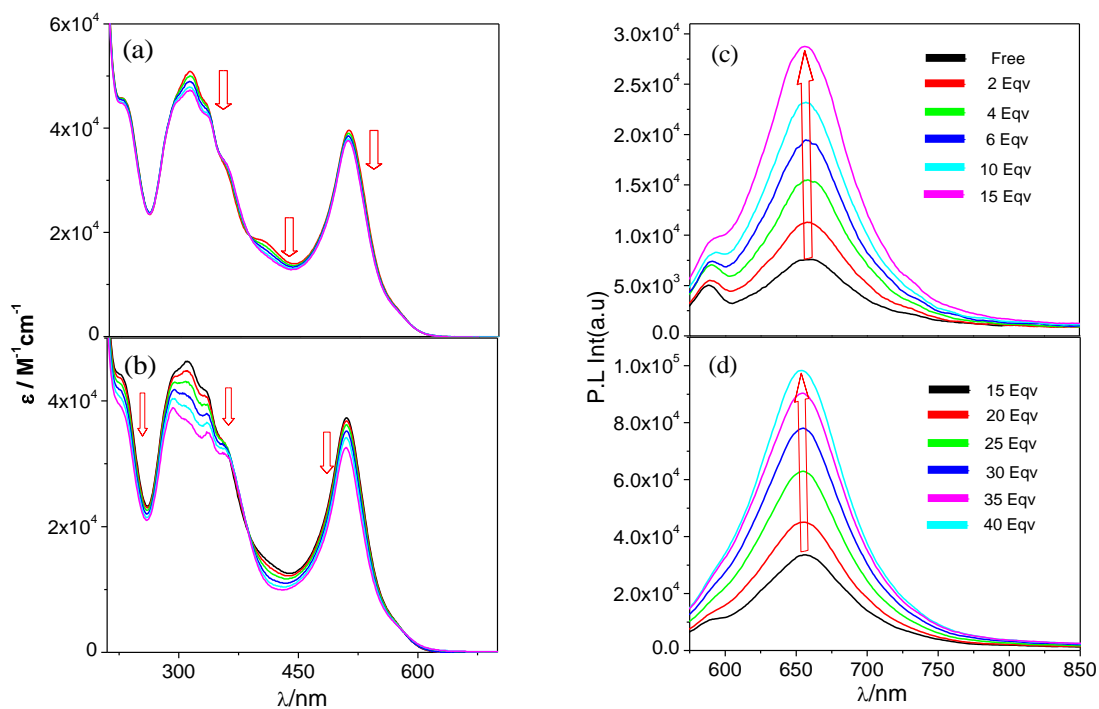 6x10⁴
4x10⁴
2x10⁴
0
(a)
4x10⁴
2x10⁴
0
(b)
300
450
600
λ/nm
ε / M⁻¹cm⁻¹
3.0x10⁴
2.5x10⁴
2.0x10⁴
1.5x10⁴
1.0x10⁴
5.0x10³
0.0
(c)
Free
2 Eqv
4 Eqv
6 Eqv
10 Eqv
15 Eqv
P.L Int(a.u)
1.0x10⁵
8.0x10⁴
6.0x10⁴
4.0x10⁴
2.0x10⁴
0.0
(d)
15 Eqv
20 Eqv
25 Eqv
30 Eqv
35 Eqv
40 Eqv
600
650
700
750
800
850
λ/nm